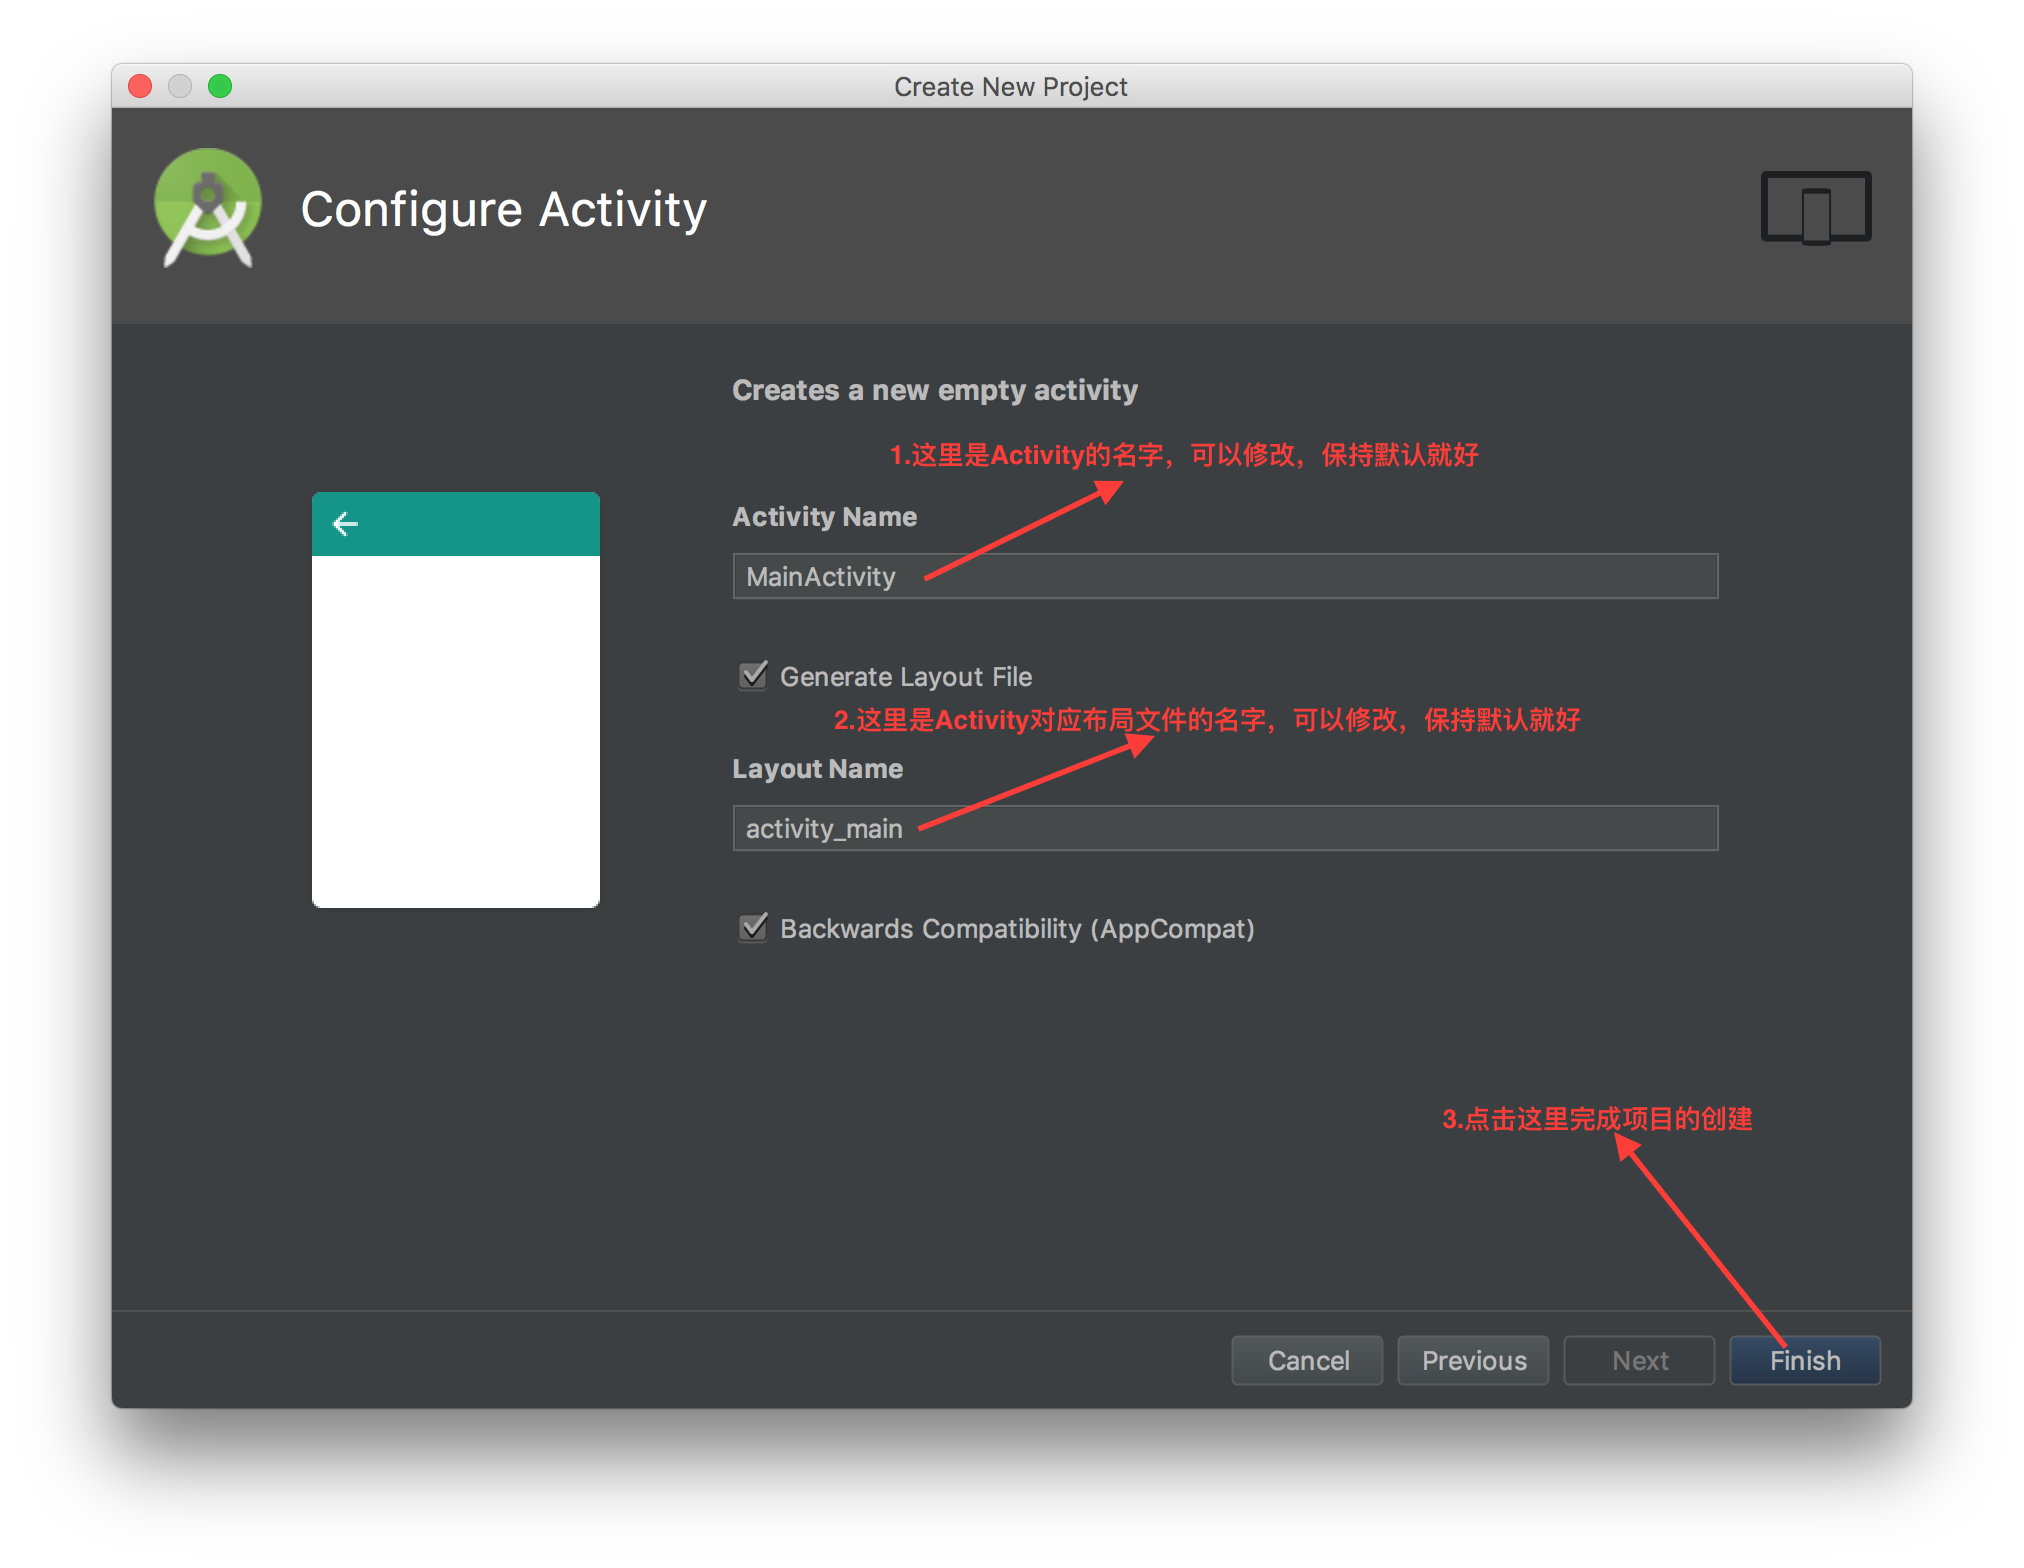 Create New Project
Configure Activity
Creates a new empty activity
1.这里是Activity的名字，可以修改，保持默认就好
Activity Name
MainActivity
Generate Layout File
2.这里是Activity对应布局文件的名字，可以修改，保持默认就好
Layout Name
activity_main
Backwards Compatibility (AppCompat)
3.点击这里完成项目的创建
Cancel Previous Next Finish